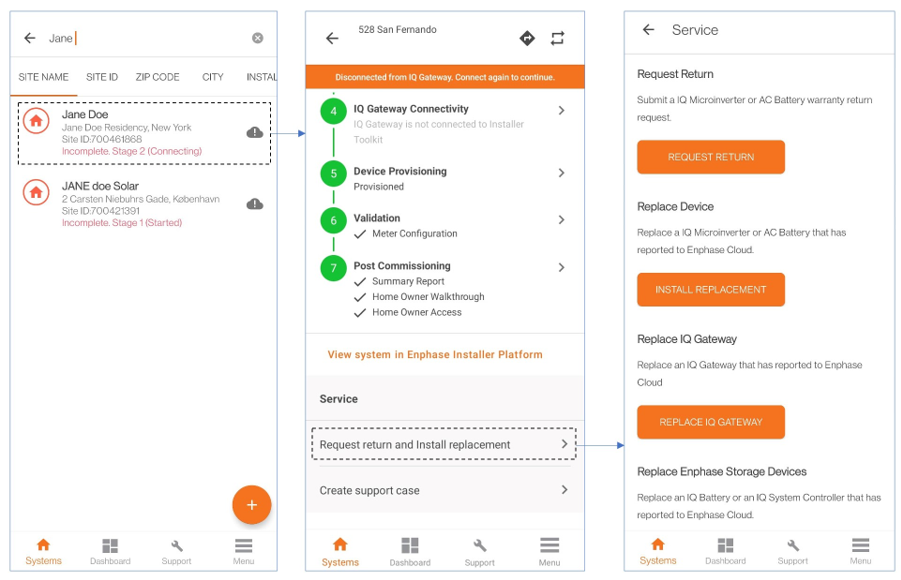 Jane
SITE NAME SITE ID ZIP CODE CITY INSTAL
Jane Doe
Jane Doe Residency, New York
Site ID:700461868
Incomplete. Stage 2 (Connecting)
JANE doe Solar
2 Carsten Niebuhrs Gade, København
Site ID:700421391
Incomplete. Stage 1 (Started)
+
Systems Dashboard Support Menu
528 San Fernando
Disconnected from IQ Gateway. Connect again to continue.
4 IQ Gateway Connectivity
IQ Gateway is not connected to Installer
Toolkit
5 Device Provisioning
Provisioned
6 Validation
Meter Configuration
7 Post Commissioning
Summary Report
Home Owner Walkthrough
Home Owner Access
View system in Enphase Installer Platform
Service
Request return and Install replacement
Create support case
Systems Dashboard Support Menu
Service
Request Return
Submit a IQ Microinverter or AC Battery warranty return
request.
REQUEST RETURN
Replace Device
Replace a IQ Microinverter or AC Battery that has
reported to Enphase Cloud.
INSTALL REPLACEMENT
Replace IQ Gateway
Replace an IQ Gateway that has reported to Enphase
Cloud
REPLACE IQ GATEWAY
Replace Enphase Storage Devices
Replace an IQ Battery or an IQ System Controller that has
reported to Enphase Cloud.
Systems Dashboard Support Menu